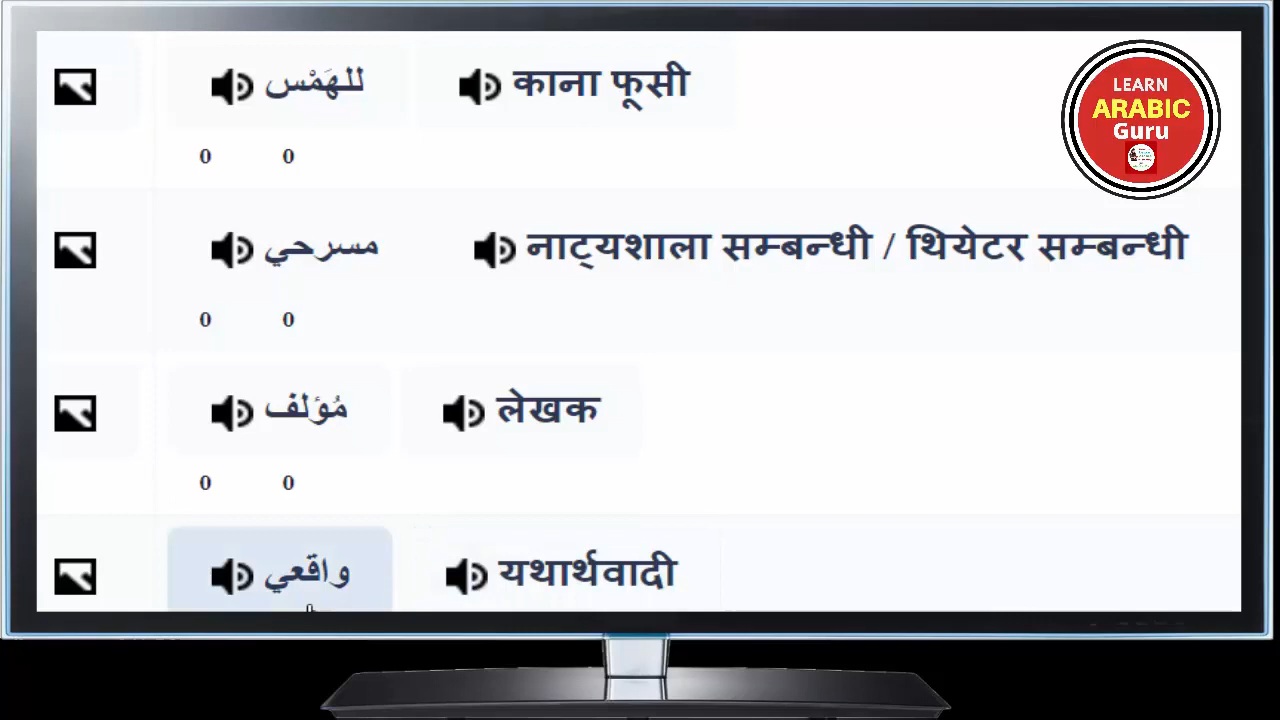 للهَمْس काना फूसी
0 0
مسرحي नाट्यशाला सम्बन्धी / थियेटर सम्बन्धी
0 0
مُؤلف लेखक
0 0
واقعي यथार्थवादी
LEARN
ARABIC
Guru